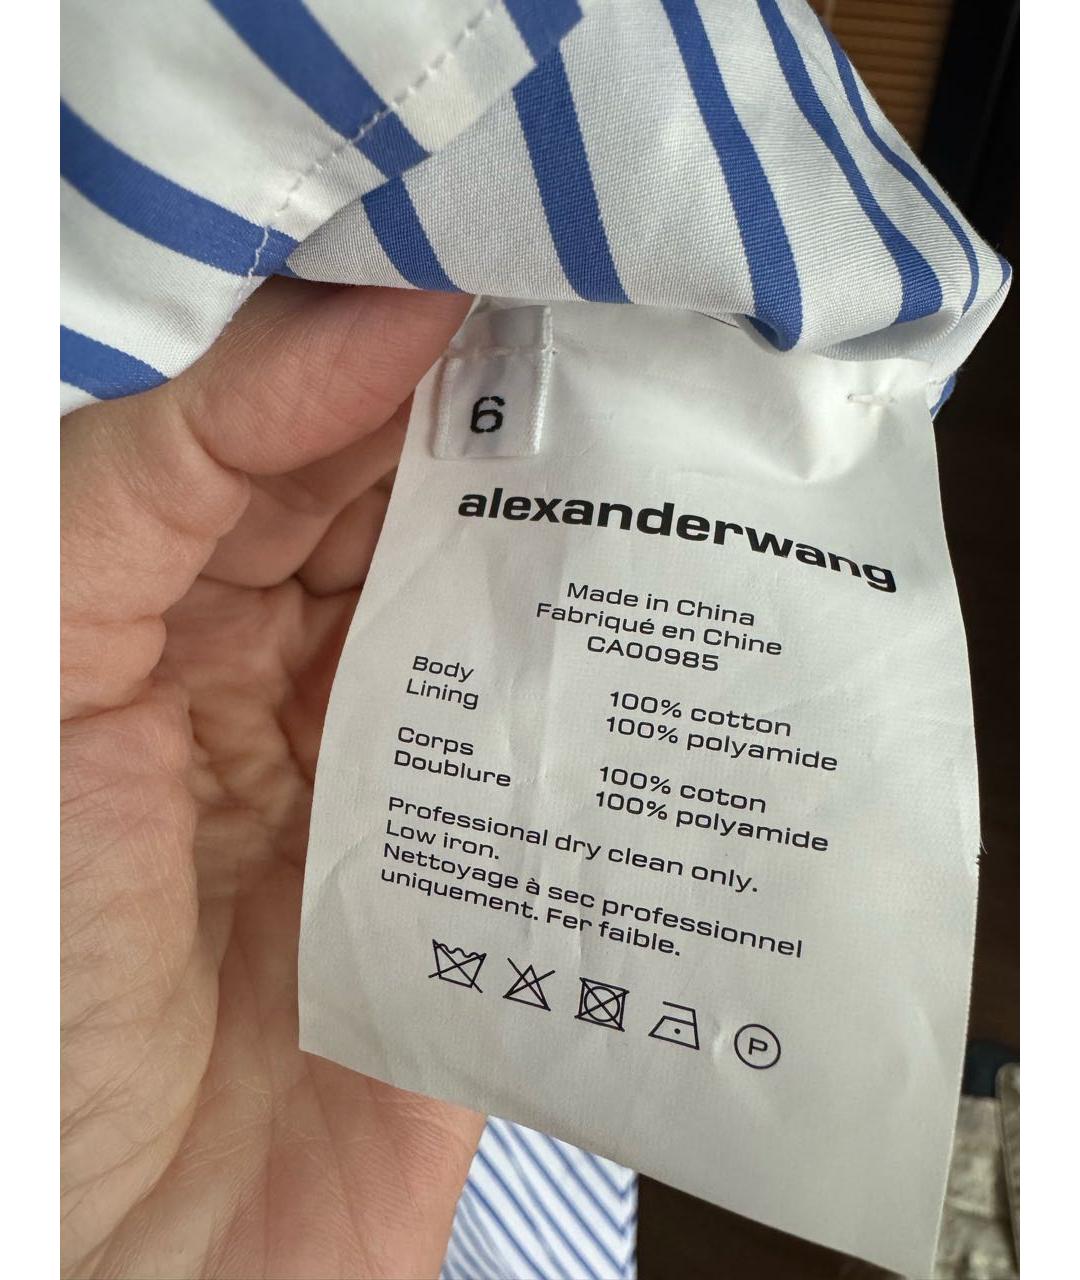 6
alexanderwang
Made in China
Fabriqué en Chine
CA00985
Body 100% cotton
Lining 100% polyamide
Corps 100% coton
Doublure 100% polyamide
Professional dry clean only.
Low iron.
Nettoyage à sec professionnel
uniquement. Fer faible.
P